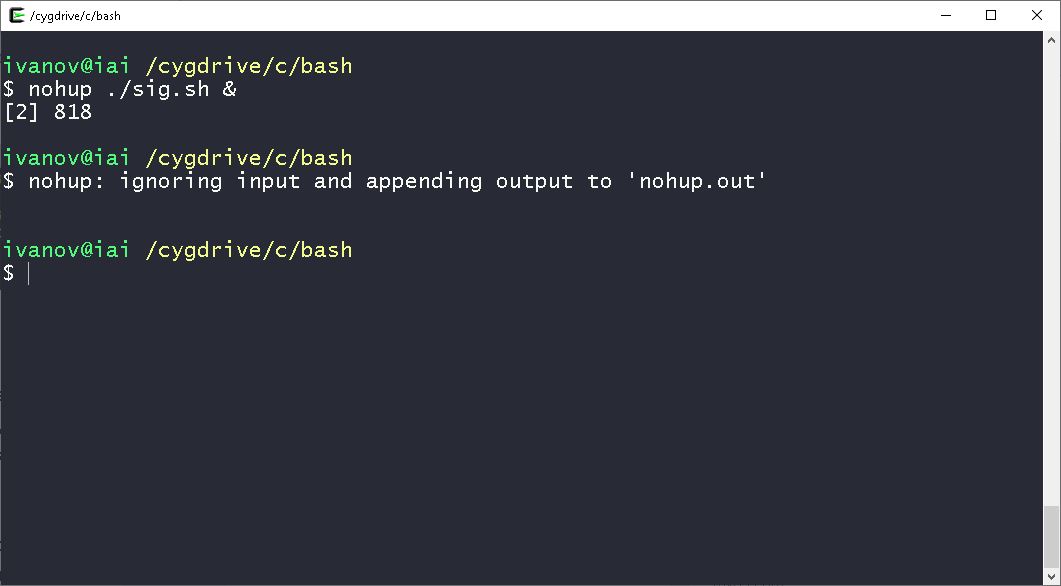 /cygdrive/c/bash
ivanov@iai /cygdrive/c/bash
$ nohup ./sig.sh &
[2] 818
ivanov@iai /cygdrive/c/bash
$ nohup: ignoring input and appending output to 'nohup.out'
ivanov@iai /cygdrive/c/bash
$